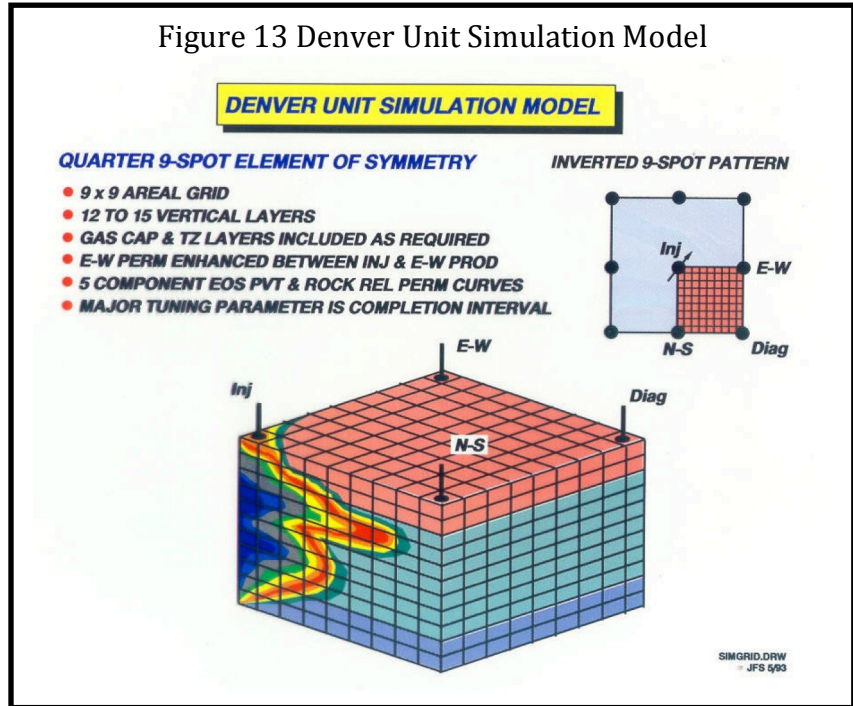 Figure 13 Denver Unit Simulation Model
DENVER UNIT SIMULATION MODEL
QUARTER 9-SPOT ELEMENT OF SYMMETRY
• 9 x 9 AREAL GRID
• 12 TO 15 VERTICAL LAYERS
• GAS CAP & TZ LAYERS INCLUDED AS REQUIRED
• E-W PERM ENHANCED BETWEEN INJ & E-W PROD
• 5 COMPONENT EOS PVT & ROCK REL PERM CURVES
• MAJOR TUNING PARAMETER IS COMPLETION INTERVAL
INVERTED 9-SPOT PATTERN
Inj
E-W
N-S
Diag
E-W
Inj
Diag
N-S
SIMGRID.DRW
JFS 5/93